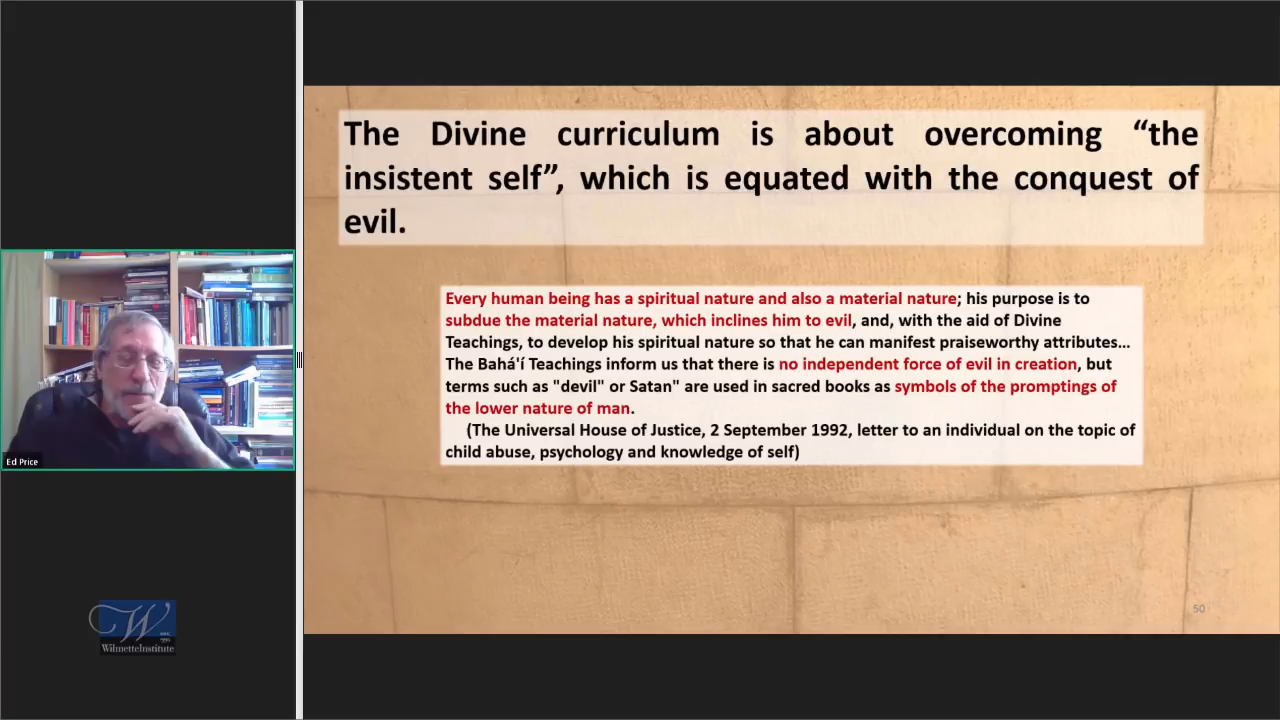 The Divine curriculum is about overcoming “the
insistent self”, which is equated with the conquest of
evil.
Every human being has a spiritual nature and also a material nature; his purpose is to
subdue the material nature, which inclines him to evil, and, with the aid of Divine
Teachings, to develop his spiritual nature so that he can manifest praiseworthy attributes…
The Bahá'í Teachings inform us that there is no independent force of evil in creation, but
terms such as "devil" or Satan" are used in sacred books as symbols of the promptings of
the lower nature of man.
(The Universal House of Justice, 2 September 1992, letter to an individual on the topic of
child abuse, psychology and knowledge of self)
50
Ed Price
W
WilmetteInstitute